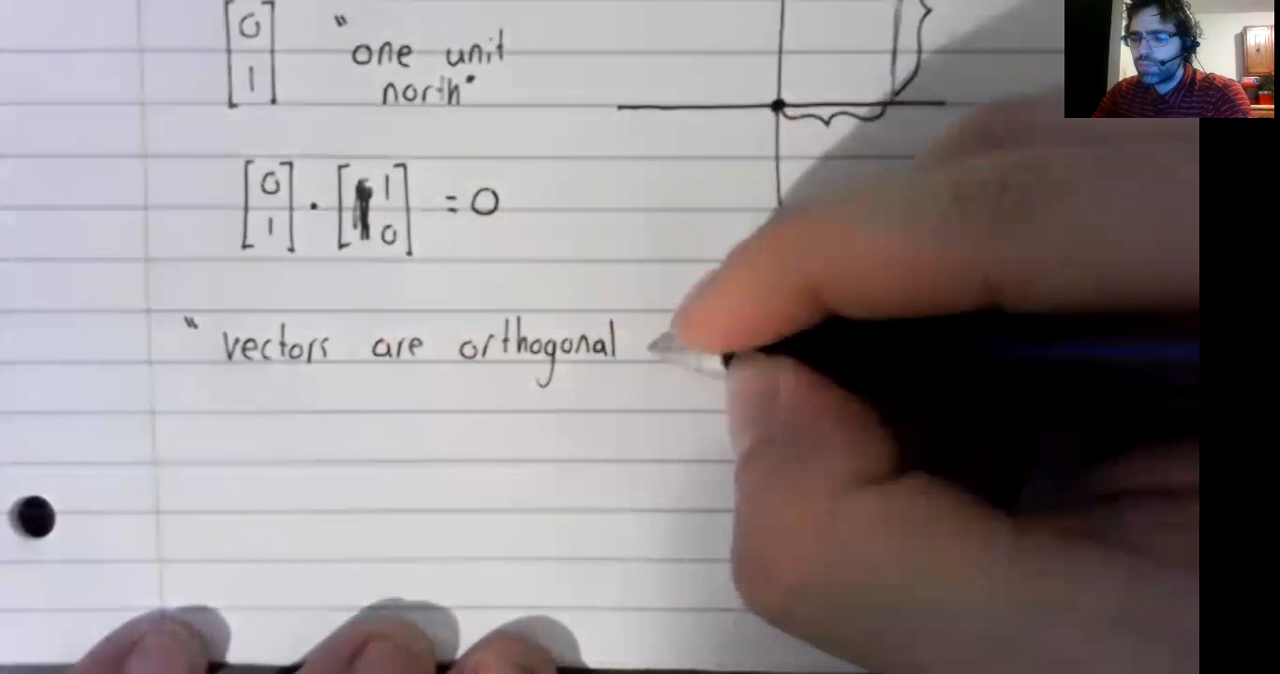 [0 1] "one unit
north"
[0 1] · [1 0] = 0
"vectors are orthogonal